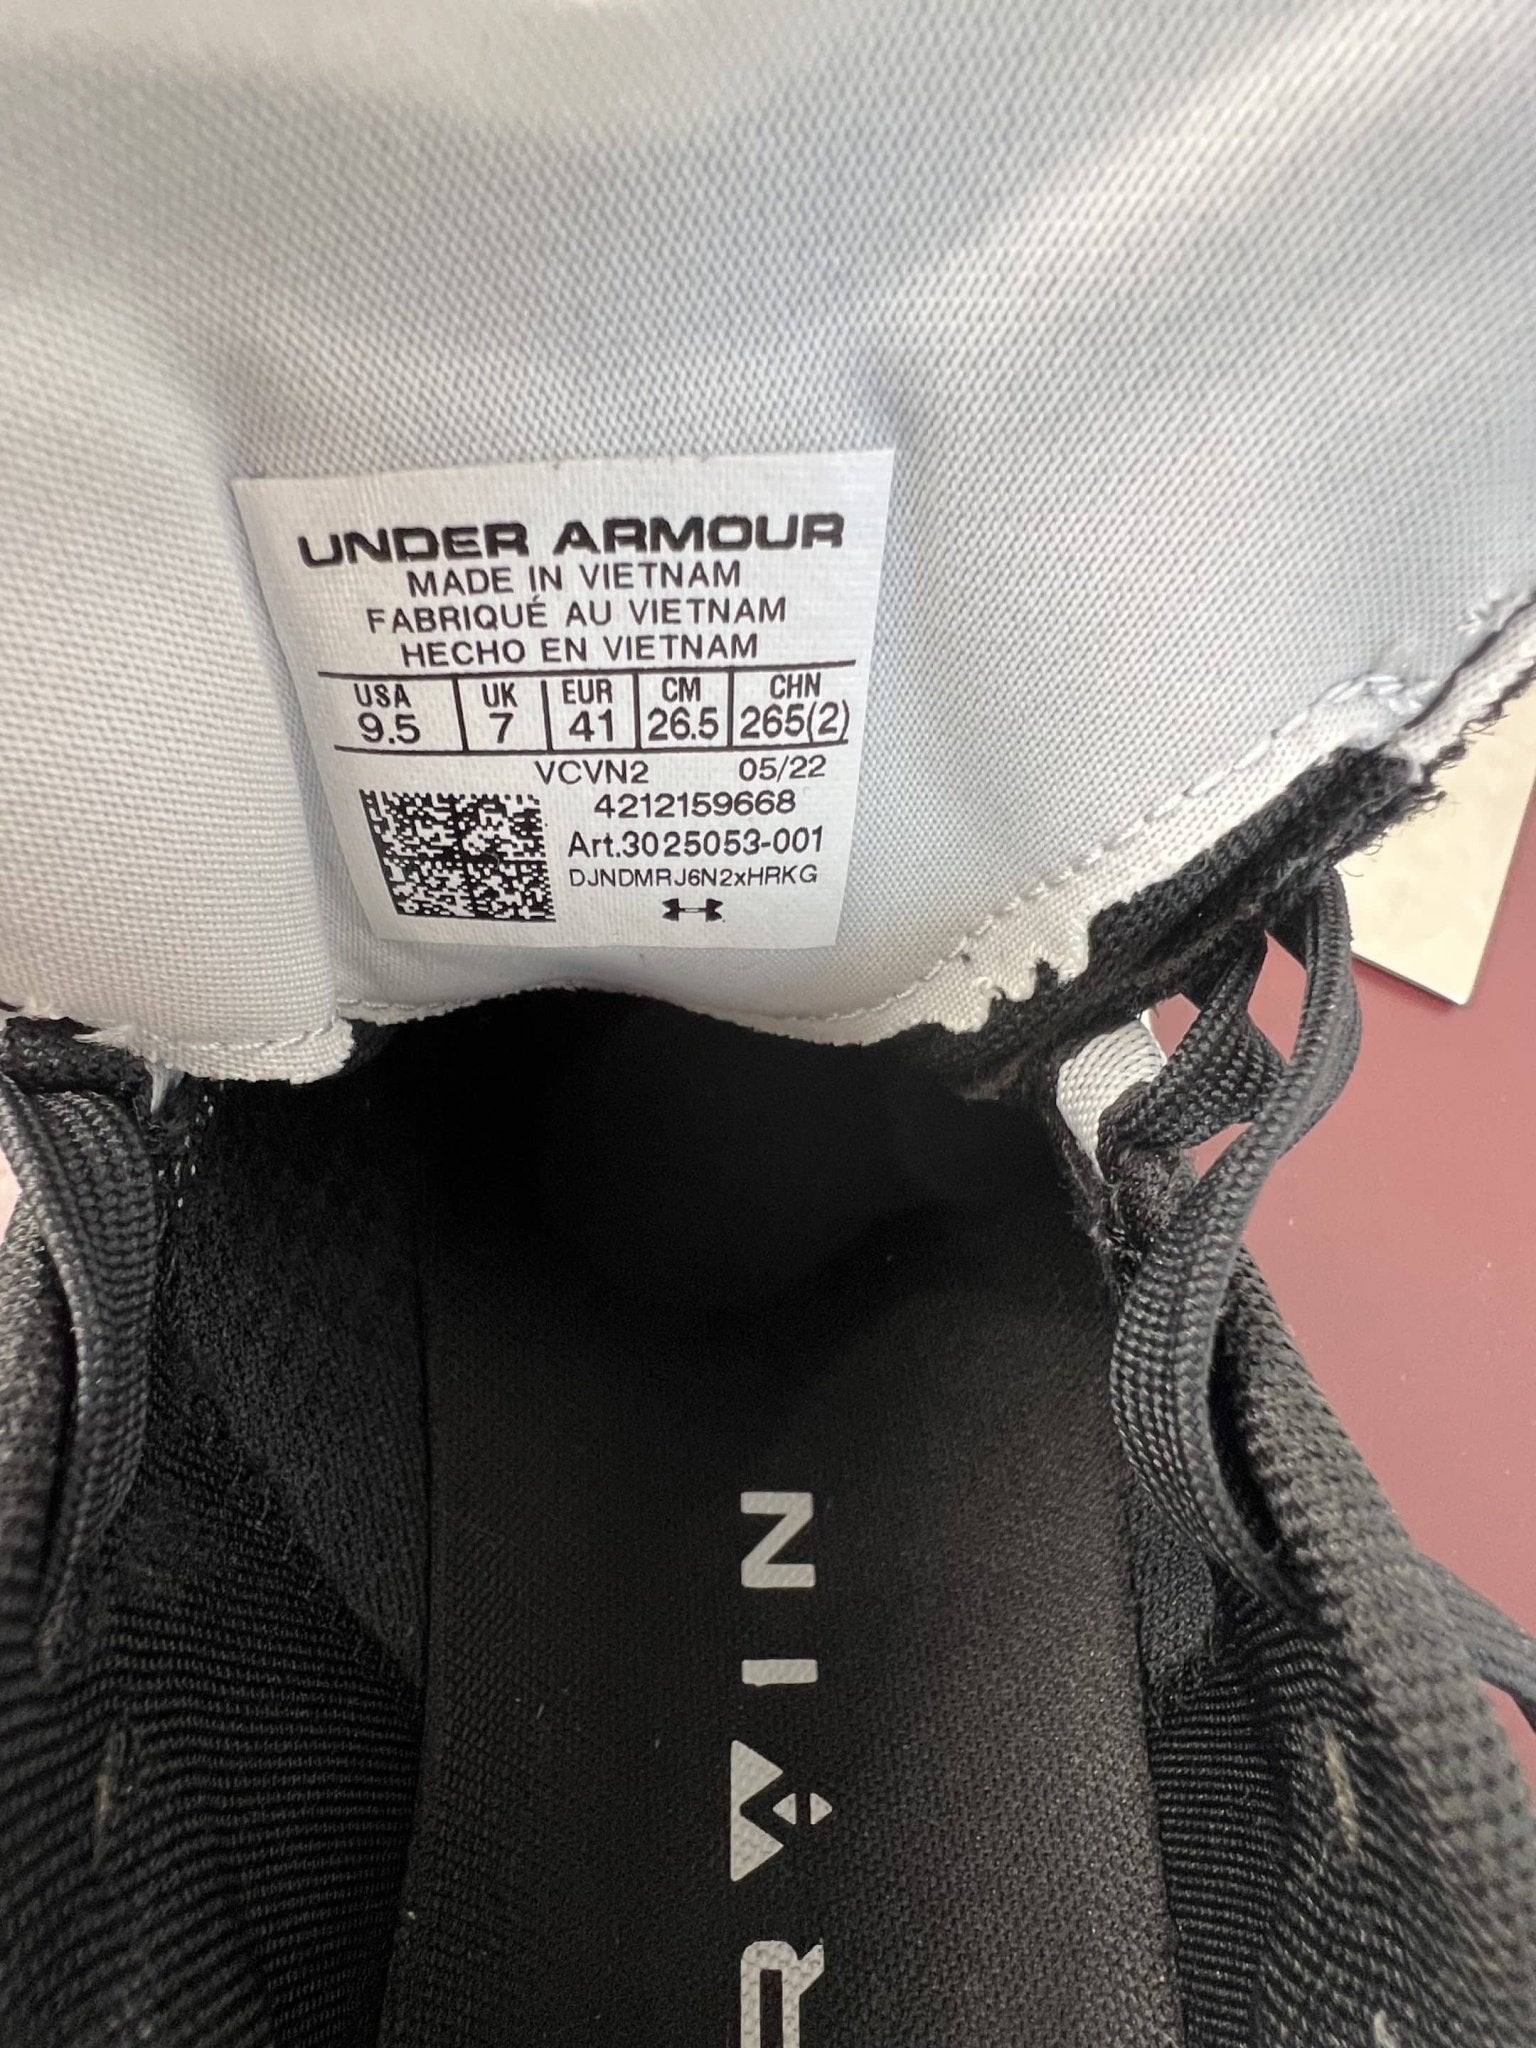 UNDER ARMOUR
MADE IN VIETNAM
FABRIQUÉ AU VIETNAM
HECHO EN VIETNAM
USA UK EUR CM CHN
9.5 7 41 26.5 265(2)
VCVN2 05/22
4212159668
Art.3025053-001
DJNDMRJ6N2xHRKG